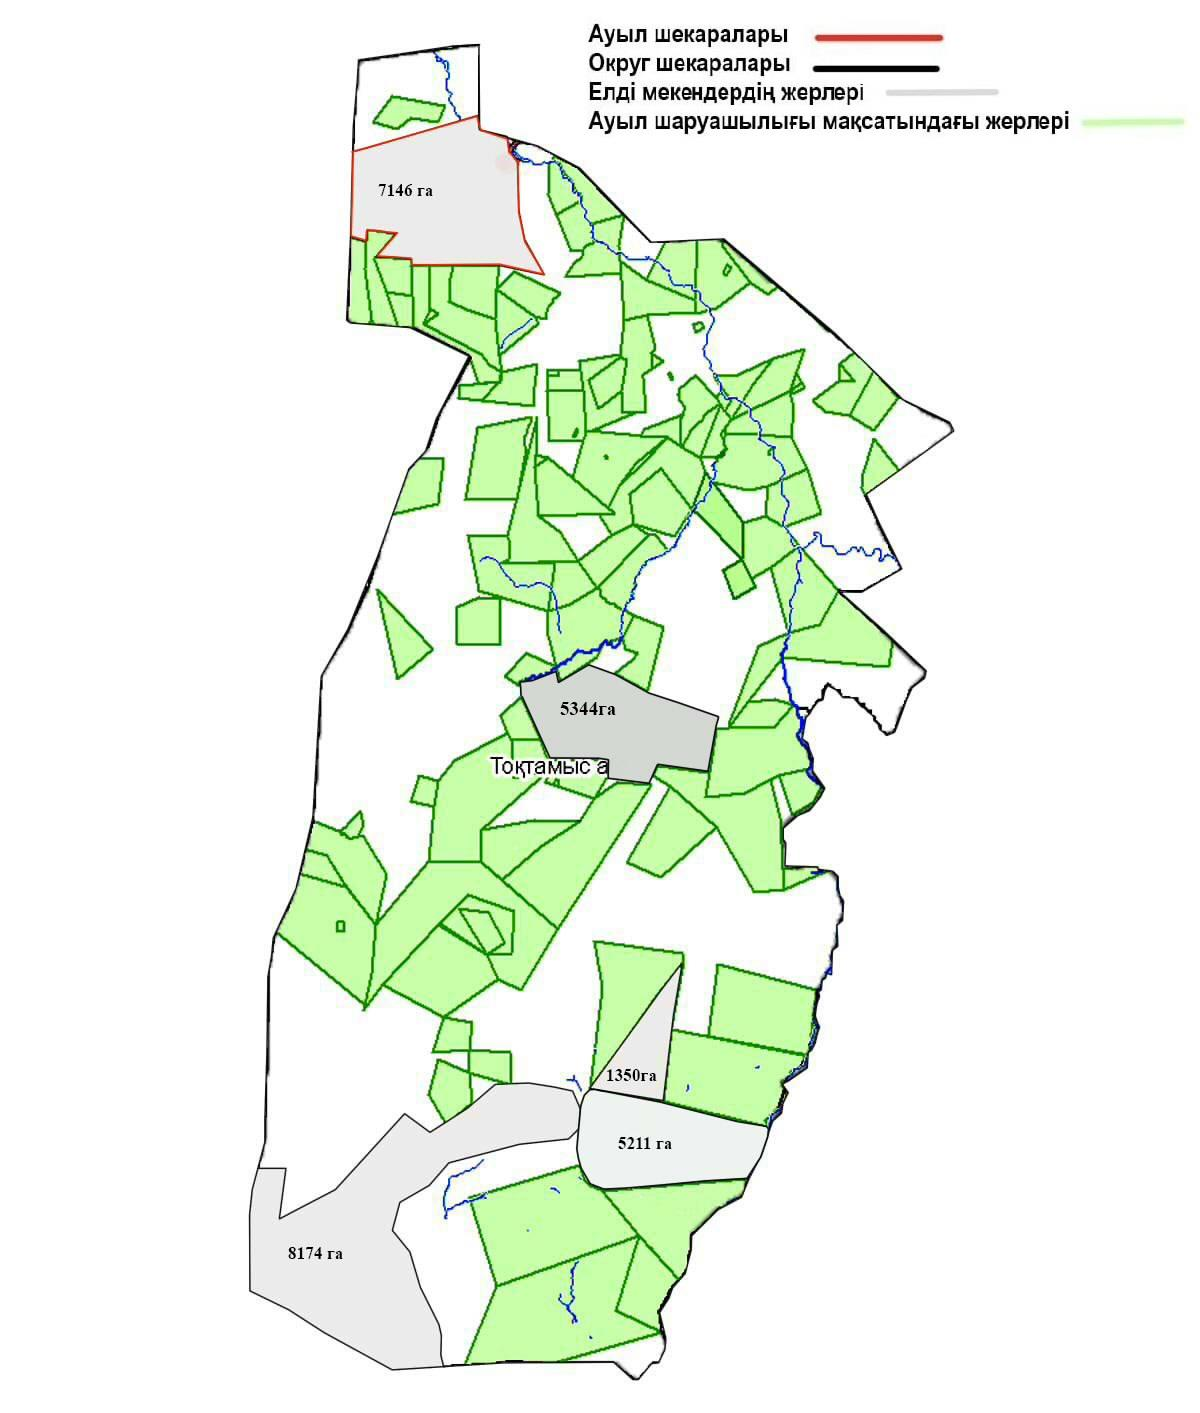 Ауыл шекаралары
Округ шекаралары
Елді мекендердің жерлері
Ауыл шаруашылығы мақсатындағы жерлері
7146 га
5344га
Тоқтамыс а
1350га
5211 га
8174 га